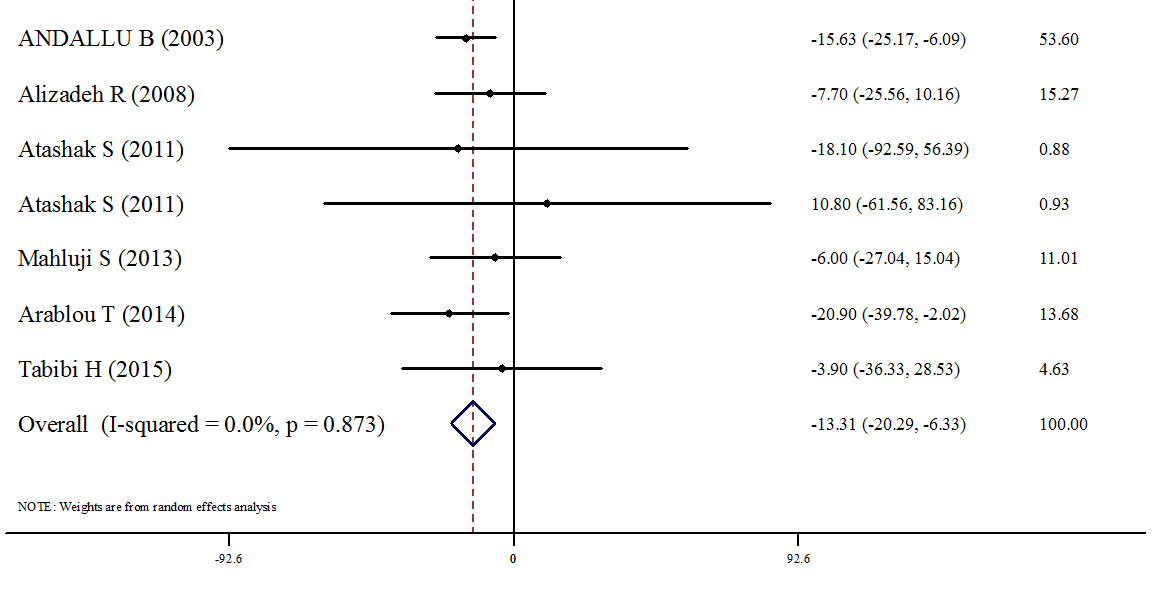 ANDALLU B (2003) -15.63 (-25.17, -6.09) 53.60
Alizadeh R (2008) -7.70 (-25.56, 10.16) 15.27
Atashak S (2011) -18.10 (-92.59, 56.39) 0.88
Atashak S (2011) 10.80 (-61.56, 83.16) 0.93
Mahluji S (2013) -6.00 (-27.04, 15.04) 11.01
Arablou T (2014) -20.90 (-39.78, -2.02) 13.68
Tabibi H (2015) -3.90 (-36.33, 28.53) 4.63
Overall (I-squared = 0.0%, p = 0.873) -13.31 (-20.29, -6.33) 100.00
NOTE: Weights are from random effects analysis
-92.6 0 92.6